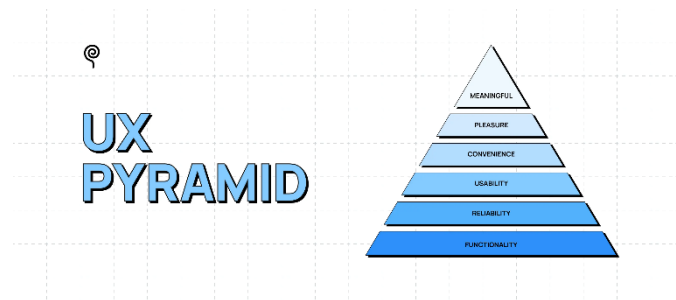 UX
PYRAMID
MEANINGFUL
PLEASURE
CONVENIENCE
USABILITY
RELIABILITY
FUNCTIONALITY